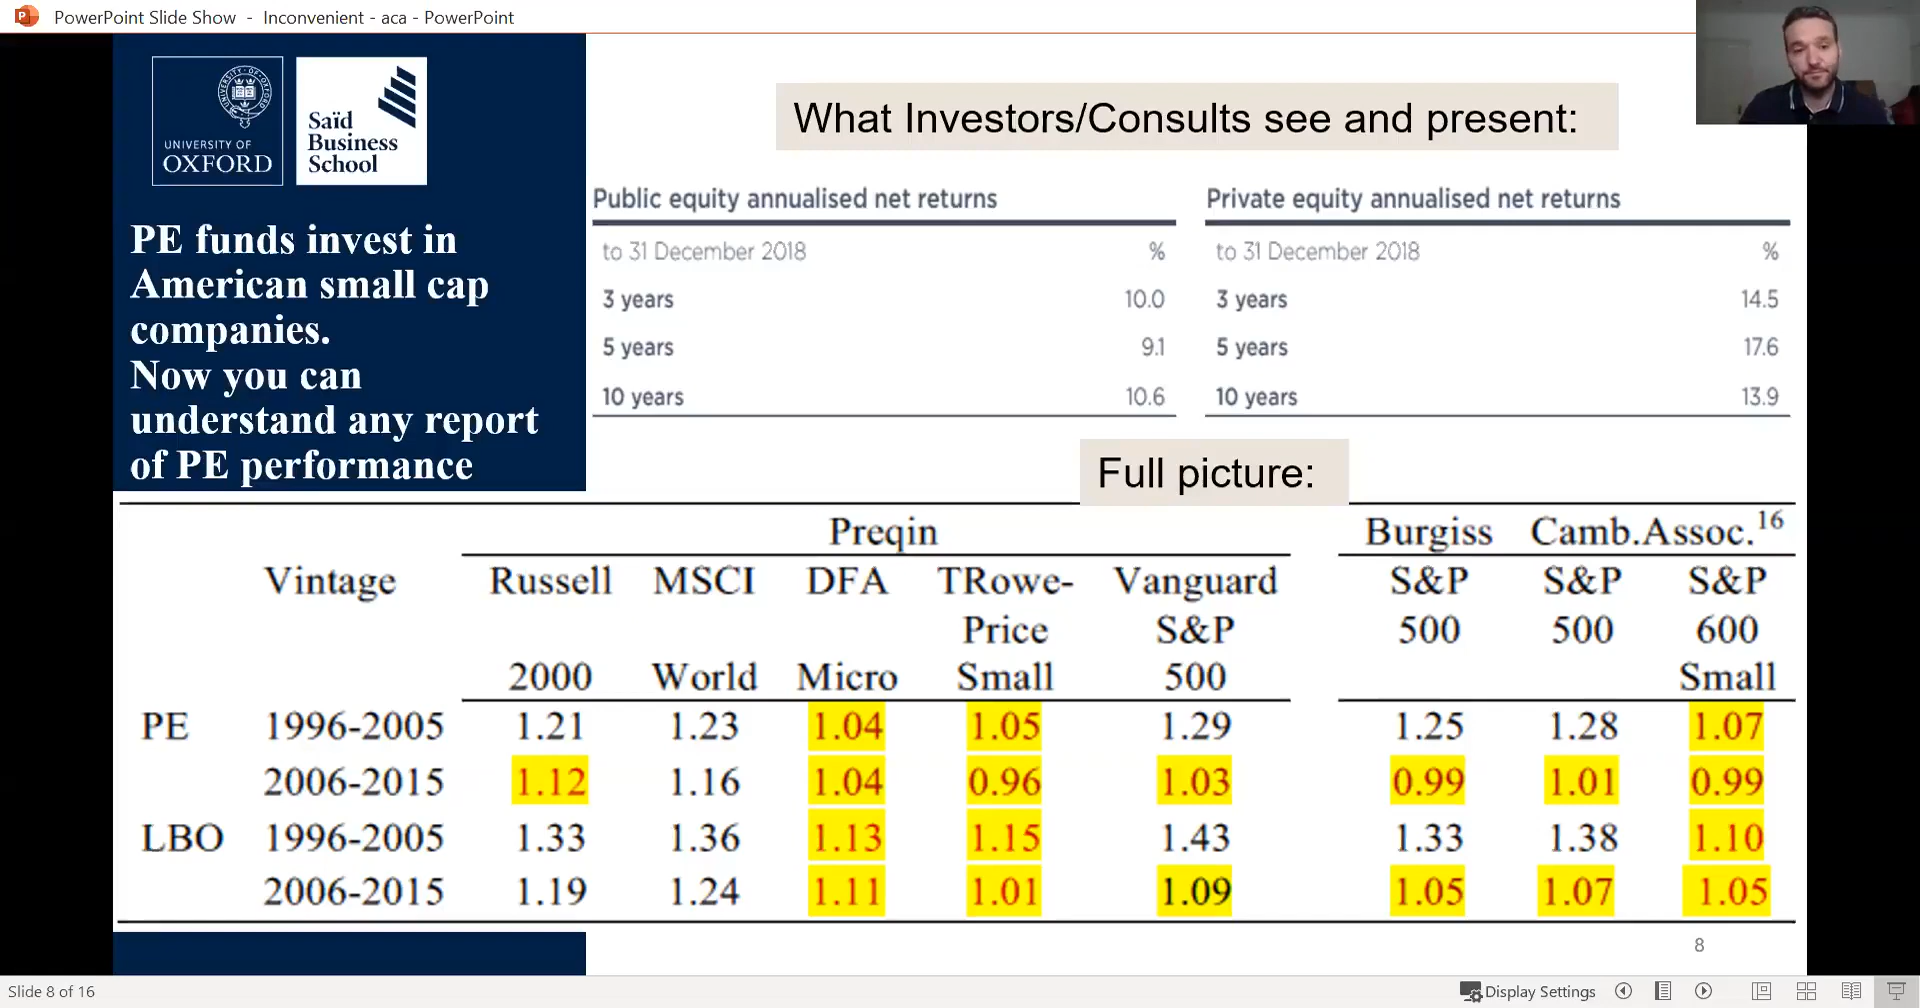 PowerPoint Slide Show - Inconvenient - aca - PowerPoint
UNIVERSITY OF
OXFORD
Saïd
Business
School
PE funds invest in
American small cap
companies.
Now you can
understand any report
of PE performance
What Investors/Consults see and present:
Public equity annualised net returns
to 31 December 2018 %
3 years 10.0
5 years 9.1
10 years 10.6
Private equity annualised net returns
to 31 December 2018 %
3 years 14.5
5 years 17.6
10 years 13.9
Full picture:
Preqin Burgiss Camb.Assoc.16
Vintage Russell MSCI DFA TRowe- Vanguard S&P S&P S&P
Price S&P 500 500 600
2000 World Micro Small 500 Small
PE 1996-2005 1.21 1.23 1.04 1.05 1.29 1.25 1.28 1.07
2006-2015 1.12 1.16 1.04 0.96 1.03 0.99 1.01 0.99
LBO 1996-2005 1.33 1.36 1.13 1.15 1.43 1.33 1.38 1.10
2006-2015 1.19 1.24 1.11 1.01 1.09 1.05 1.07 1.05
8
Slide 8 of 16
Display Settings